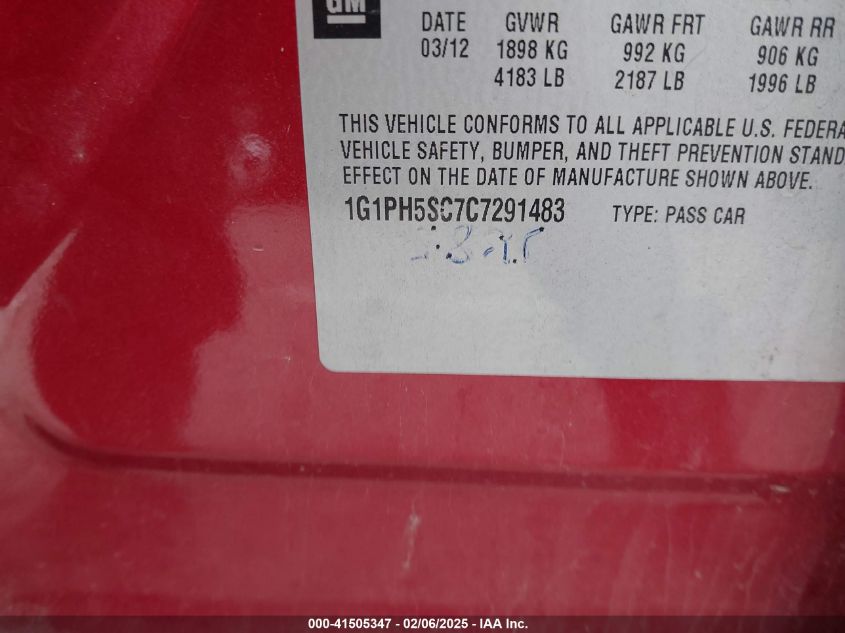 GM
DATE GVWR GAWR FRT GAWR RR
03/12 1898 KG 992 KG 906 KG
4183 LB 2187 LB 1996 LB
THIS VEHICLE CONFORMS TO ALL APPLICABLE U.S. FEDERA
VEHICLE SAFETY, BUMPER, AND THEFT PREVENTION STAND
EFFECT ON THE DATE OF MANUFACTURE SHOWN ABOVE.
1G1PH5SC7C7291483 TYPE: PASS CAR
000-41505347 - 02/06/2025 - IAA Inc.